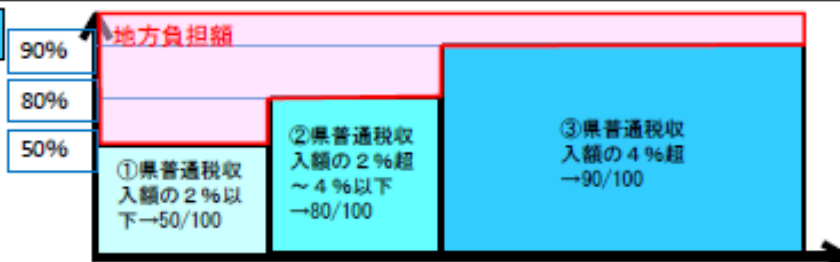 地方負担額
90%
80%
50%
①県普通税収
入額の２％以
下→50/100
②県普通税収
入額の２％超
～４％以下
→80/100
③県普通税収
入額の４％超
→90/100